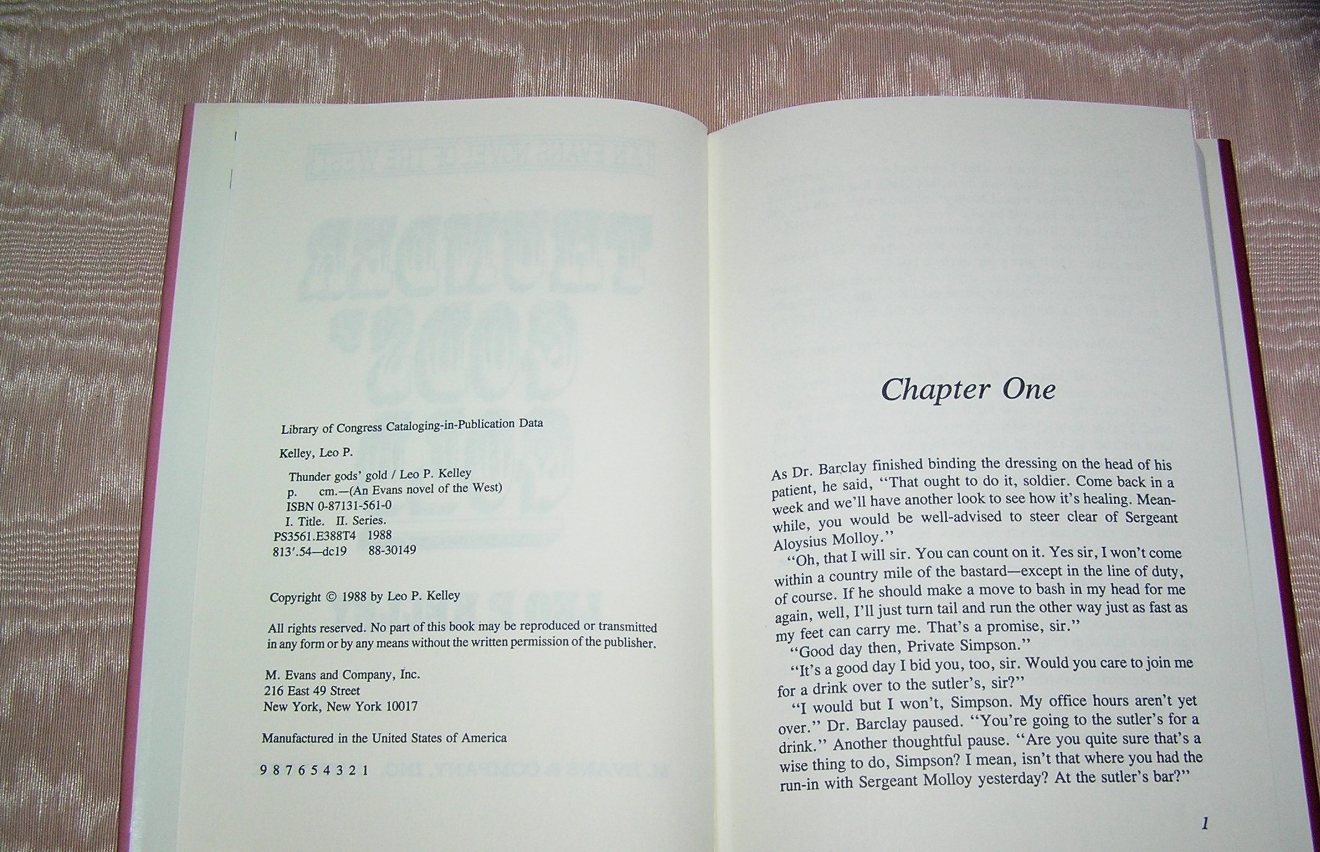 Library of Congress Cataloging-in-Publication Data
Kelley, Leo P.
Thunder gods' gold / Leo P. Kelley
p. cm.—(An Evans novel of the West)
ISBN 0-87131-561-0
I. Title. II. Series.
PS3561.E388T4 1988
813'.54—dc19 88-30149
Copyright © 1988 by Leo P. Kelley
All rights reserved. No part of this book may be reproduced or transmitted
in any form or by any means without the written permission of the publisher.
M. Evans and Company, Inc.
216 East 49 Street
New York, New York 10017
Manufactured in the United States of America
9 8 7 6 5 4 3 2 1
Chapter One
As Dr. Barclay finished binding the dressing on the head of his
patient, he said, “That ought to do it, soldier. Come back in a
week and we’ll have another look to see how it’s healing. Mean-
while, you would be well-advised to steer clear of Sergeant
Aloysius Molloy.”
“Oh, that I will sir. You can count on it. Yes sir, I won’t come
within a country mile of the bastard—except in the line of duty,
of course. If he should make a move to bash in my head for me
again, well, I’ll just turn tail and run the other way just as fast as
my feet can carry me. That’s a promise, sir.”
“Good day then, Private Simpson.”
“It’s a good day I bid you, too, sir. Would you care to join me
for a drink over to the sutler’s, sir?”
“I would but I won’t, Simpson. My office hours aren’t yet
over.” Dr. Barclay paused. “You’re going to the sutler’s for a
drink.” Another thoughtful pause. “Are you quite sure that’s a
wise thing to do, Simpson? I mean, isn’t that where you had the
run-in with Sergeant Molloy yesterday? At the sutler’s bar?”
1